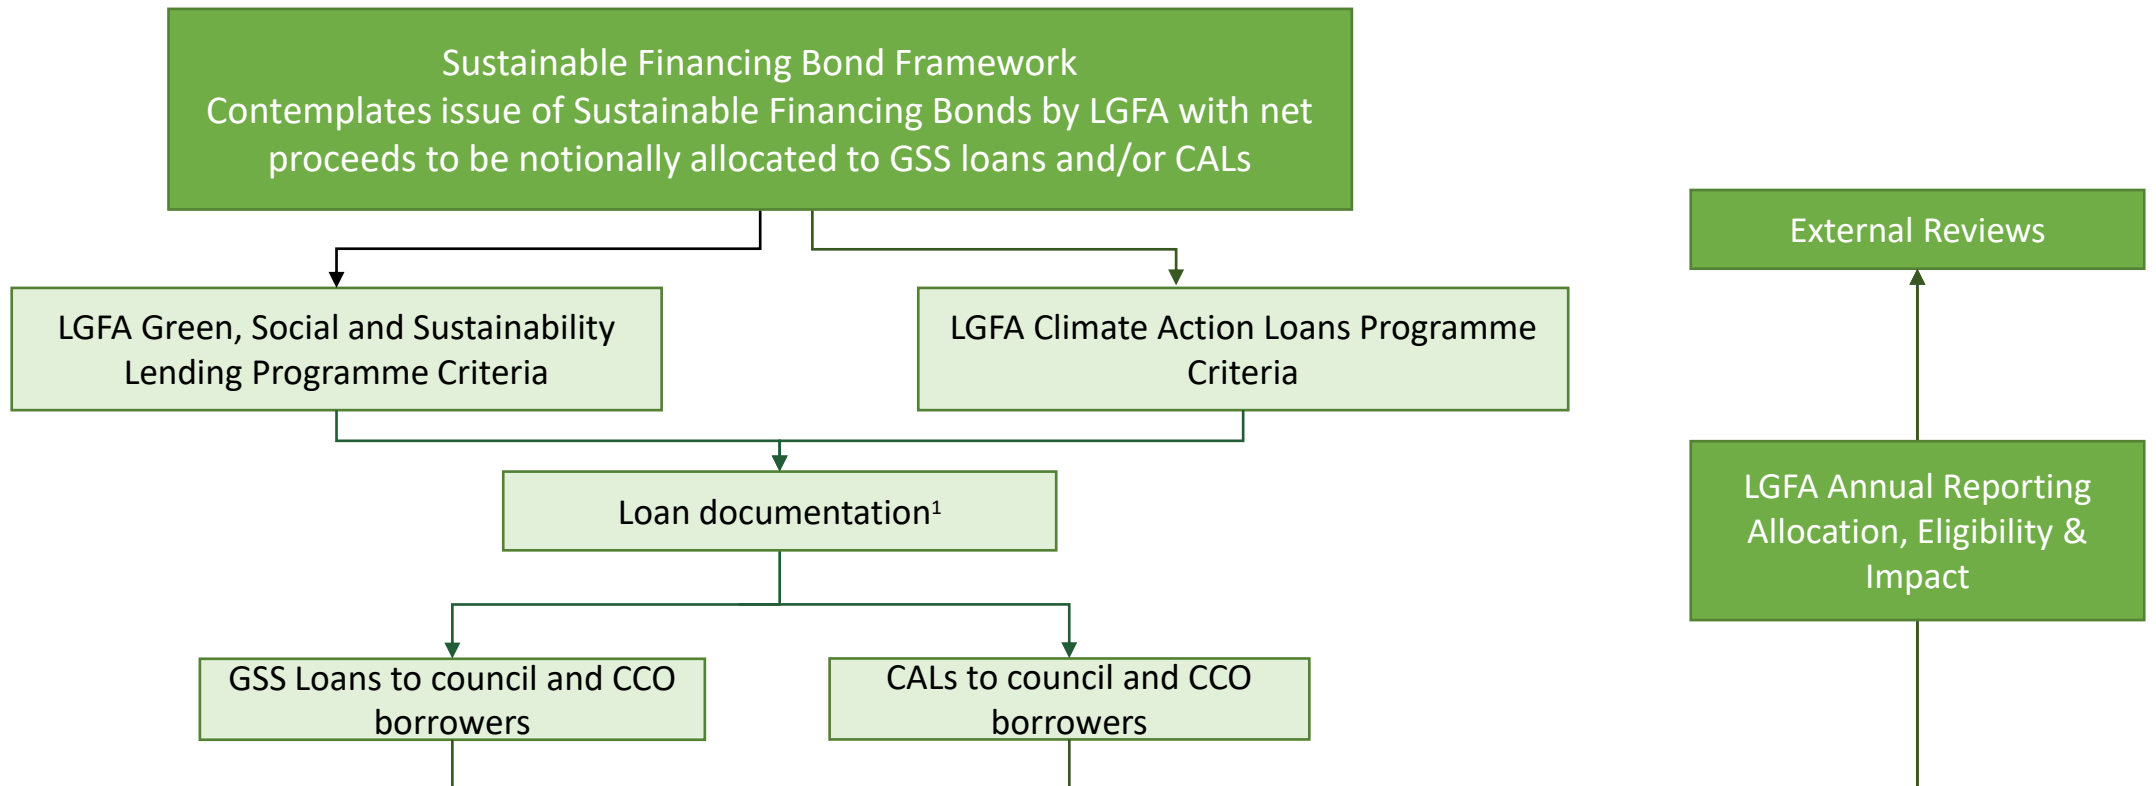 Sustainable Financing Bond Framework
Contemplates issue of Sustainable Financing Bonds by LGFA with net
proceeds to be notionally allocated to GSS loans and/or CALs
External Reviews
LGFA Green, Social and Sustainability
Lending Programme Criteria
LGFA Climate Action Loans Programme
Criteria
Loan documentation¹
LGFA Annual Reporting
Allocation, Eligibility &
Impact
GSS Loans to council and CCO
borrowers
CALs to council and CCO
borrowers